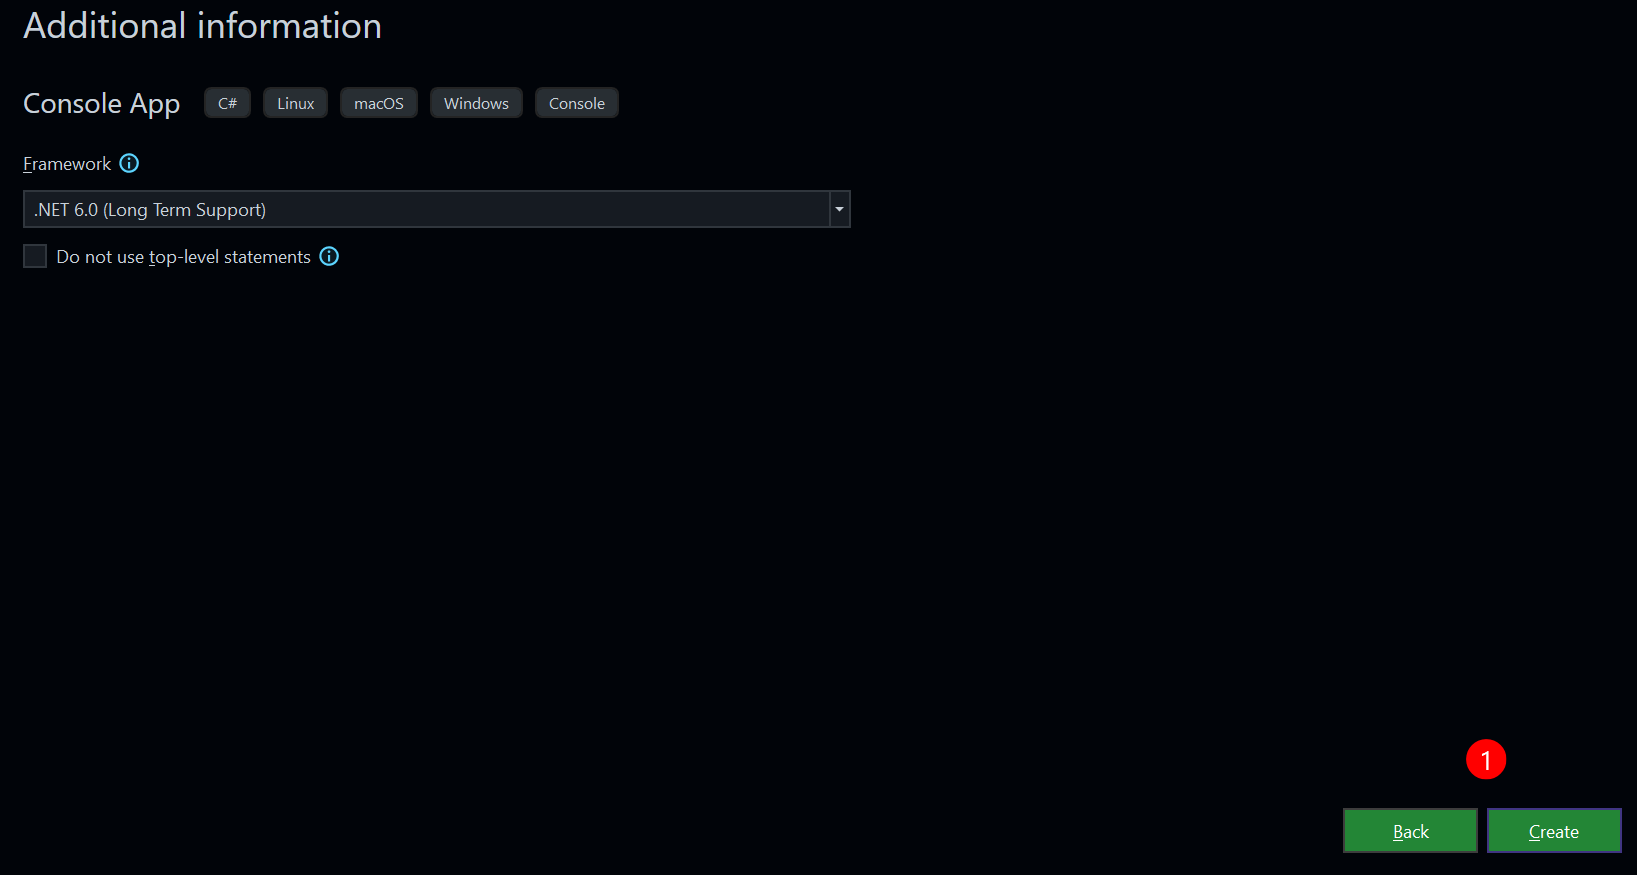 Additional information
Console App C# Linux macOS Windows Console
Framework
.NET 6.0 (Long Term Support)
Do not use top-level statements
1
Back Create